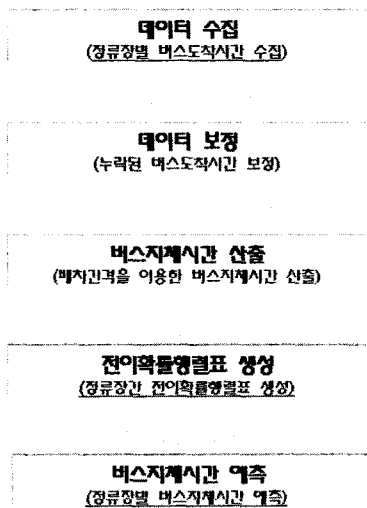 데이터 수집
(정류장별 버스도착시간 수집)
데이터 보정
(누락된 버스도착시간 보정)
버스지체시간 산출
(배차간격을 이용한 버스지체시간 산출)
전이확률행렬표 생성
(정류장간 전이확률행렬표 생성)
버스지체시간 예측
(정류장별 버스지체시간 예측)